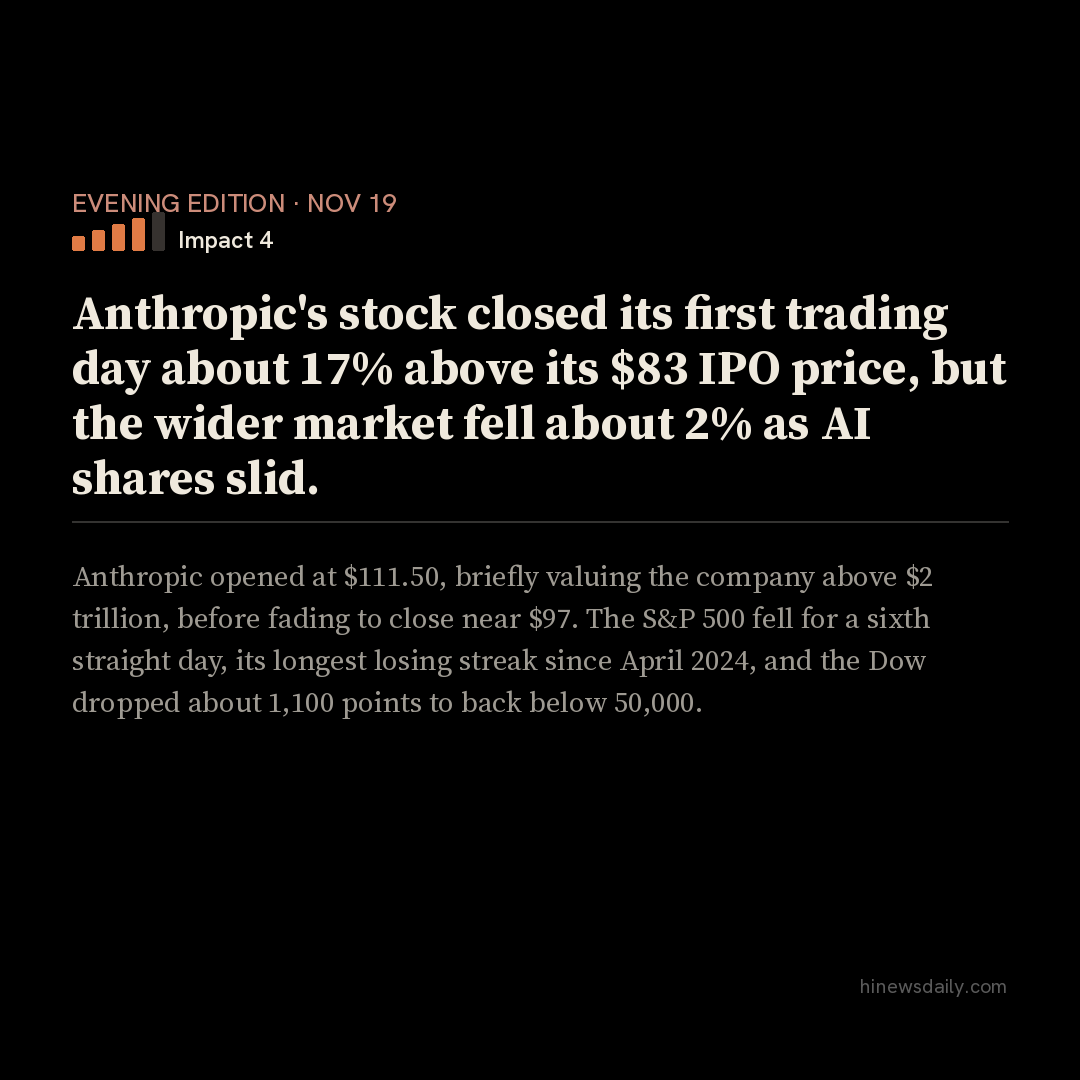 EVENING EDITION · NOV 19
Impact 4
Anthropic's stock closed its first trading
day about 17% above its $83 IPO price, but
the wider market fell about 2% as AI
shares slid.
Anthropic opened at $111.50, briefly valuing the company above $2
trillion, before fading to close near $97. The S&P 500 fell for a sixth
straight day, its longest losing streak since April 2024, and the Dow
dropped about 1,100 points to back below 50,000.
hinewsdaily.com